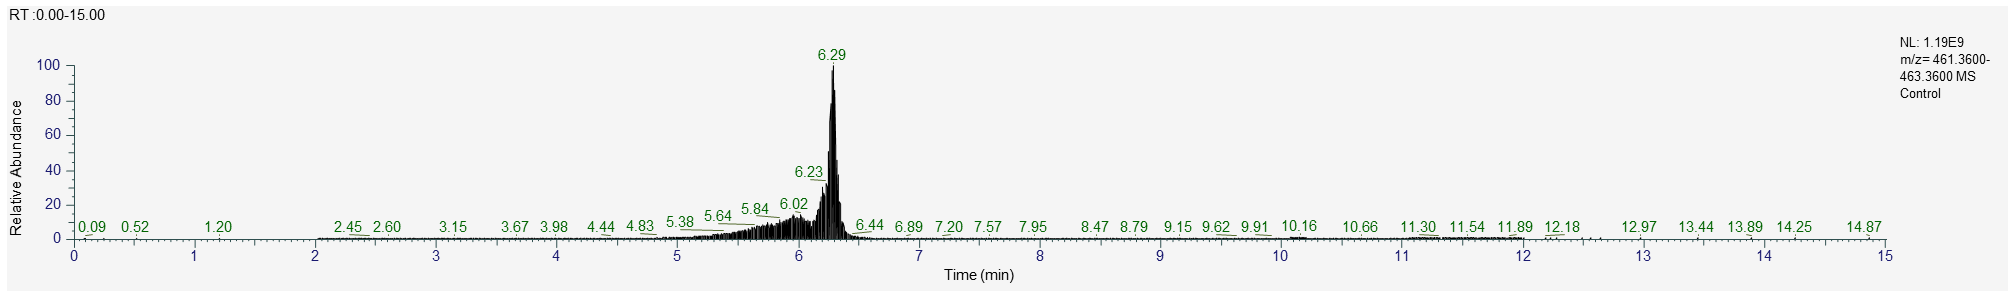 RT :0.00-15.00
NL: 1.19E9
m/z= 461.3600-
463.3600 MS
Control
Relative Abundance
100
80
60
40
20
0
6.29
6.23
6.02
5.84
5.64
5.38
0.09 0.52 1.20 2.45 2.60 3.15 3.67 3.98 4.44 4.83 6.44 6.89 7.20 7.57 7.95 8.47 8.79 9.15 9.62 9.91 10.16 10.66 11.30 11.54 11.89 12.18 12.97 13.44 13.89 14.25 14.87
0 1 2 3 4 5 6 7 8 9 10 11 12 13 14 15
Time (min)